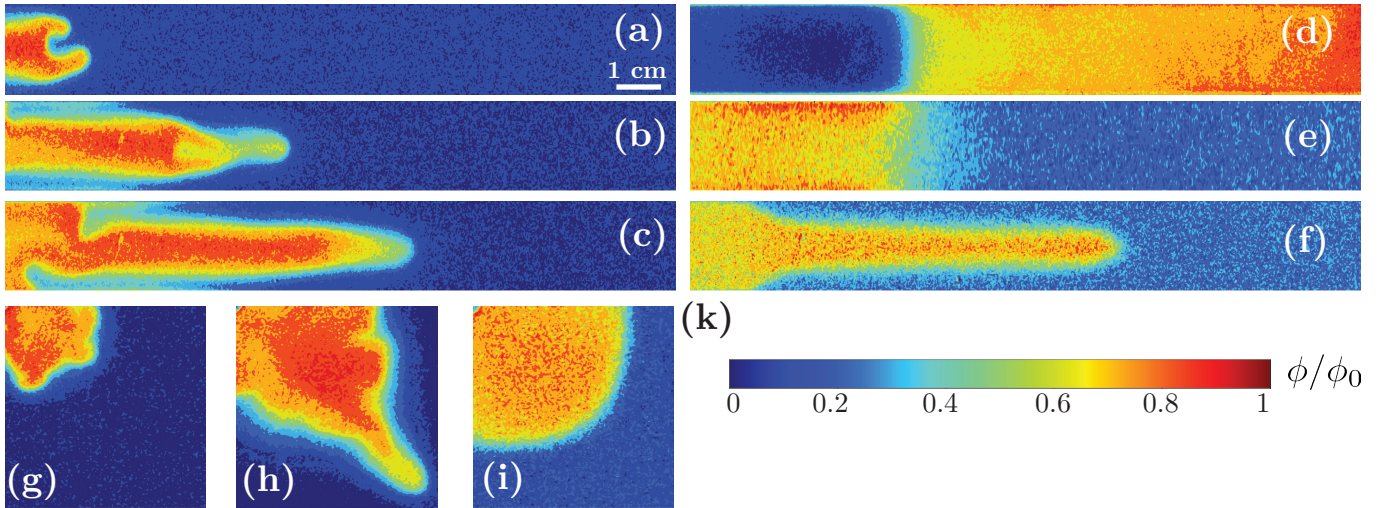 (a)
1 cm
(b)
(c)
(d)
(e)
(f)
(g)
(h)
(i)
(k)
ϕ/ϕ₀
0 0.2 0.4 0.6 0.8 1